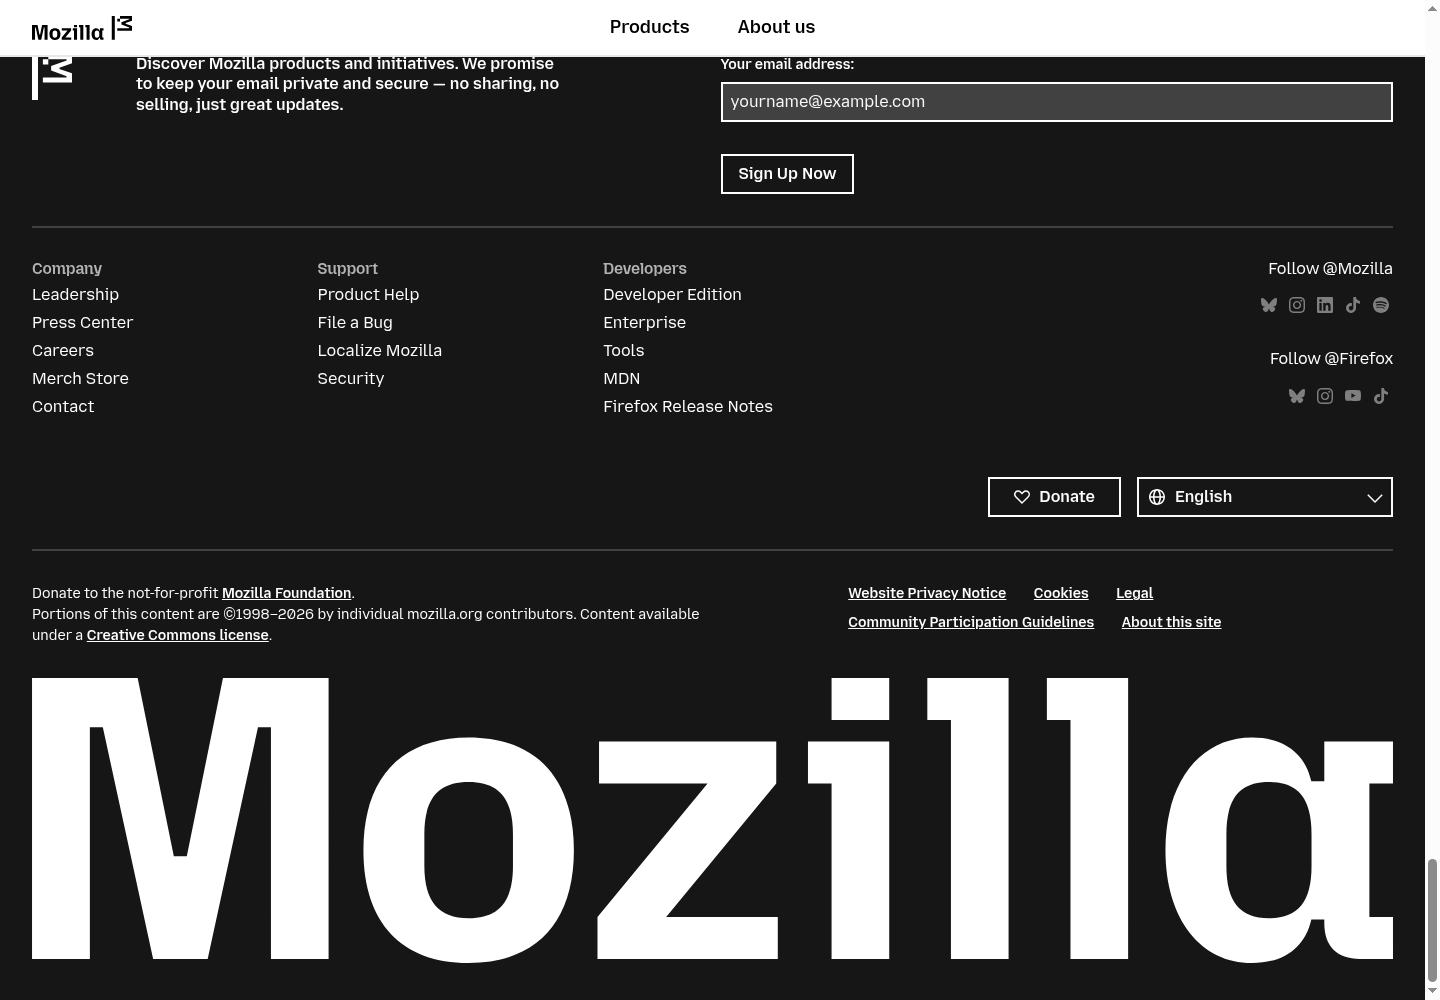 Mozilla
Products
About us
Discover Mozilla products and initiatives. We promise
to keep your email private and secure — no sharing, no
selling, just great updates.
Your email address:
yourname@example.com
Sign Up Now
Company
Leadership
Press Center
Careers
Merch Store
Contact
Support
Product Help
File a Bug
Localize Mozilla
Security
Developers
Developer Edition
Enterprise
Tools
MDN
Firefox Release Notes
Follow @Mozilla
Follow @Firefox
Donate
English
Donate to the not-for-profit Mozilla Foundation.
Portions of this content are ©1998–2026 by individual mozilla.org contributors. Content available
under a Creative Commons license.
Website Privacy Notice Cookies Legal
Community Participation Guidelines About this site
Mozilla